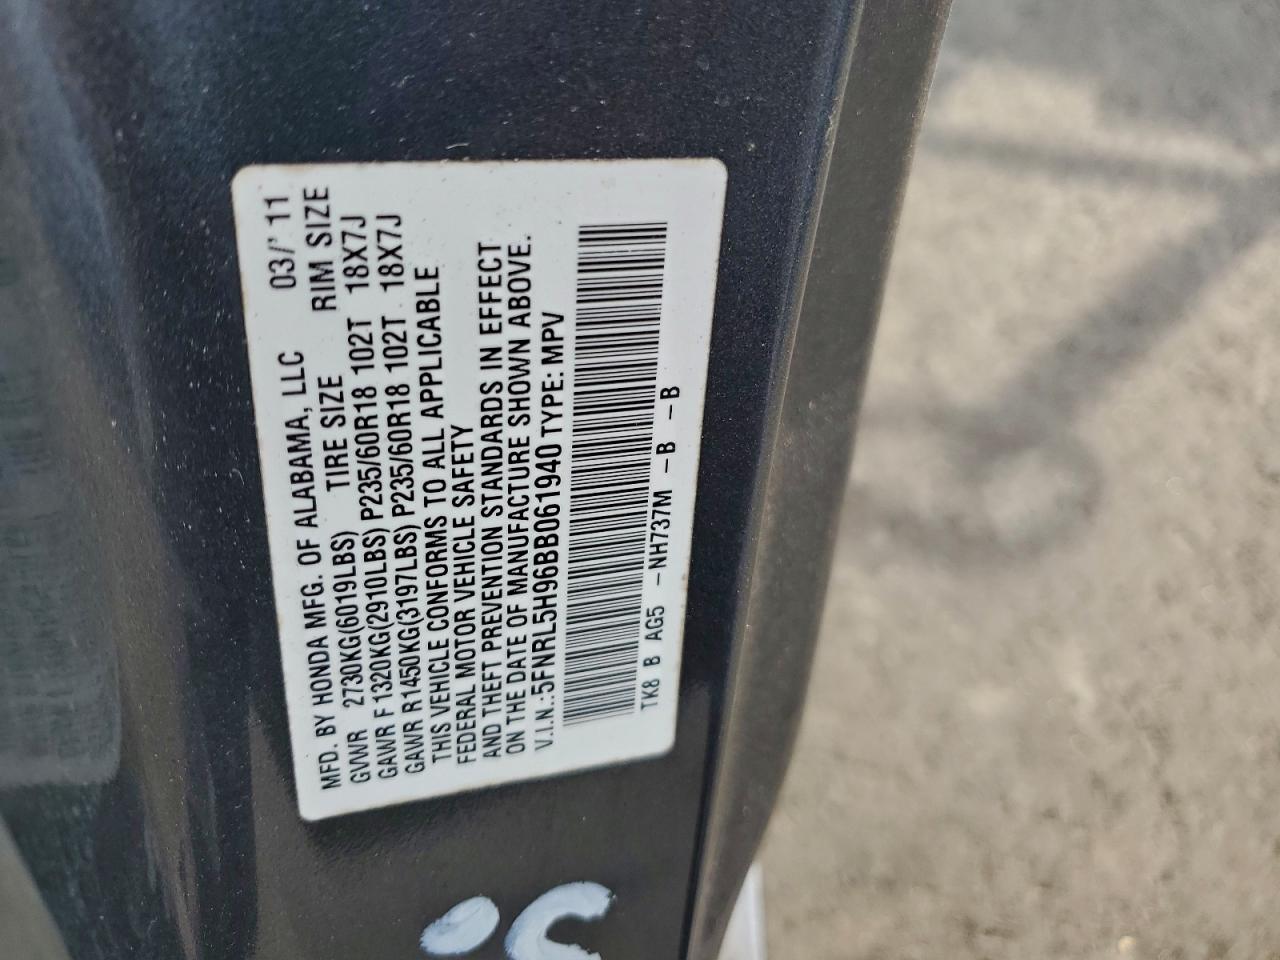 MFD. BY HONDA MFG. OF ALABAMA, LLC 03/' 11
GVWR 2730KG(6019LBS) TIRE SIZE RIM SIZE
GAWR F1320KG(2910LBS) P235/60R18 102T 18X7J
GAWR R1450KG(3197LBS) P235/60R18 102T 18X7J
THIS VEHICLE CONFORMS TO ALL APPLICABLE
FEDERAL MOTOR VEHICLE SAFETY
AND THEFT PREVENTION STANDARDS IN EFFECT
ON THE DATE OF MANUFACTURE SHOWN ABOVE.
V.I.N.:5FNRL5H96BB061940 TYPE: MPV
TK8 B AG5 -NH737M -B -B